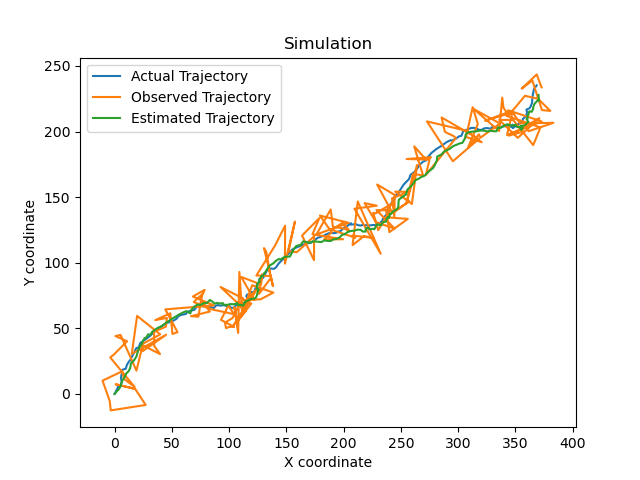 Simulation
Actual Trajectory
Observed Trajectory
Estimated Trajectory
Y coordinate
250
200
150
100
50
0
0 50 100 150 200 250 300 350 400
X coordinate